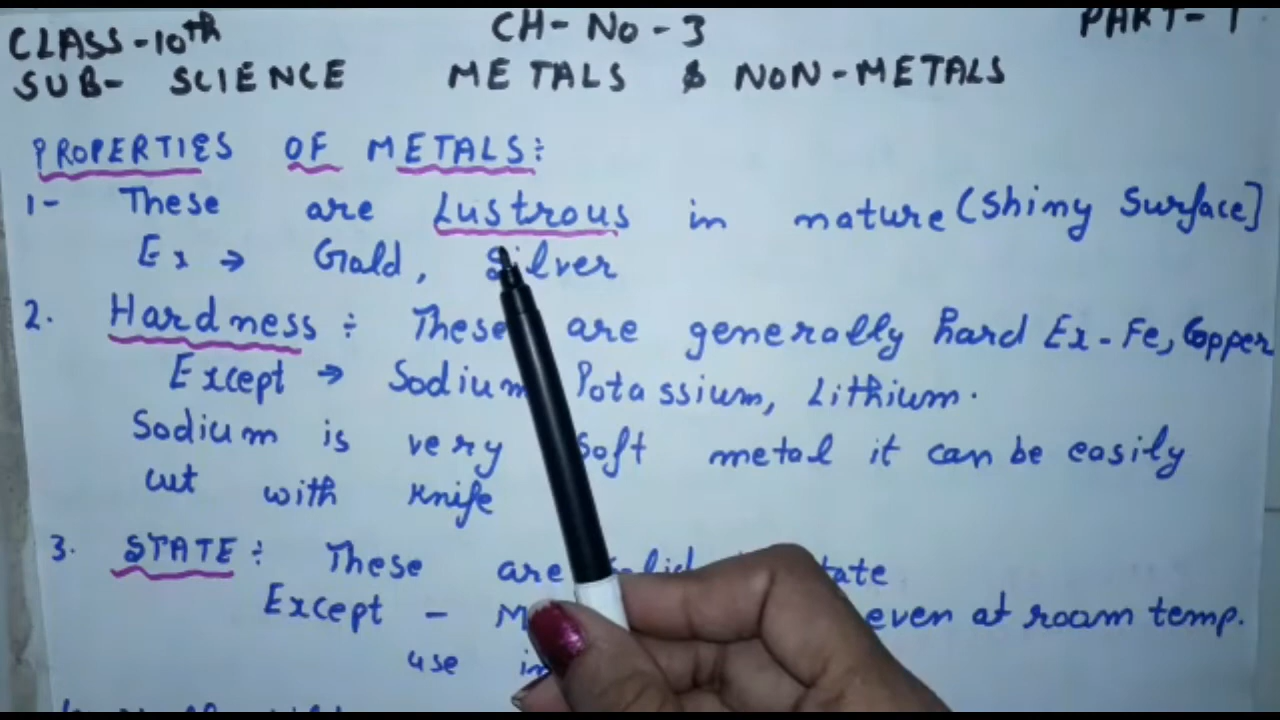 CLASS-10th CH-NO-3 PART-1
SUB- SCIENCE METALS & NON-METALS
PROPERTIES OF METALS:
1- These are Lustrous in nature (Shiny Surface]
Ex → Gold, Silver
2. Hardness : These are generally hard Ex-Fe, Copper
Except → Sodium Potassium, Lithium.
Sodium is very soft metal it can be easily
cut with knife
3. STATE : These are
Except - even at room temp.
use in